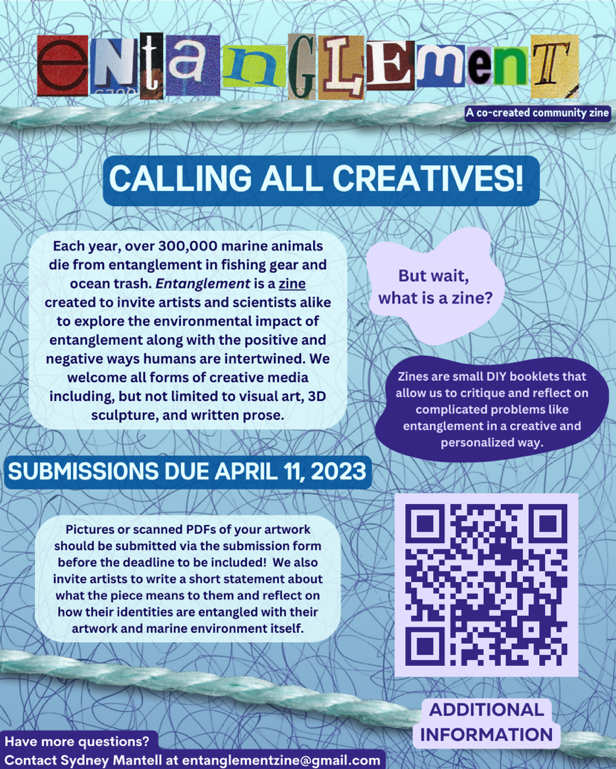 eNtanGLEmenT
A co-created community zine
CALLING ALL CREATIVES!
Each year, over 300,000 marine animals
die from entanglement in fishing gear and
ocean trash. Entanglement is a zine
created to invite artists and scientists alike
to explore the environmental impact of
entanglement along with the positive and
negative ways humans are intertwined. We
welcome all forms of creative media
including, but not limited to visual art, 3D
sculpture, and written prose.
But wait,
what is a zine?
Zines are small DIY booklets that
allow us to critique and reflect on
complicated problems like
entanglement in a creative and
personalized way.
SUBMISSIONS DUE APRIL 11, 2023
Pictures or scanned PDFs of your artwork
should be submitted via the submission form
before the deadline to be included! We also
invite artists to write a short statement about
what the piece means to them and reflect on
how their identities are entangled with their
artwork and marine environment itself.
ADDITIONAL
INFORMATION
Have more questions?
Contact Sydney Mantell at entanglementzine@gmail.com